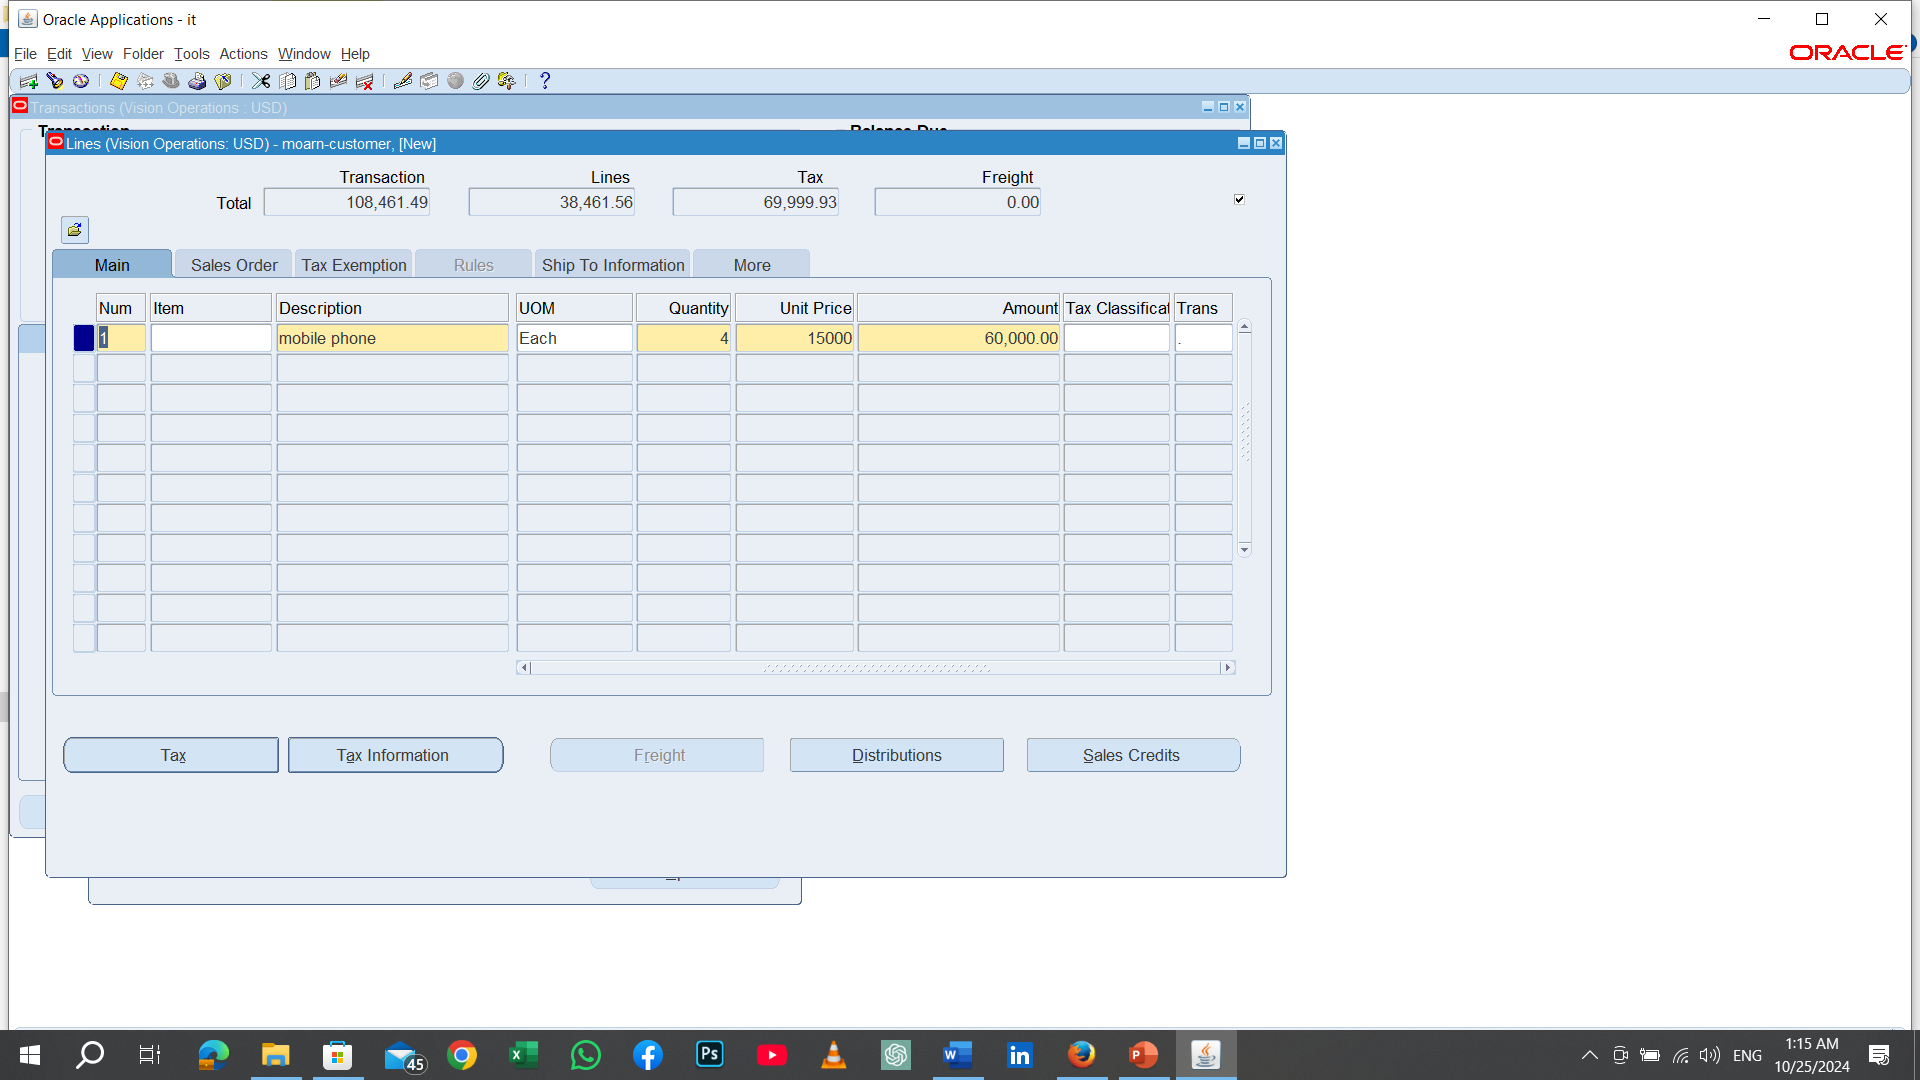 Oracle Applications - it
File Edit View Folder Tools Actions Window Help
ORACLE
Transactions (Vision Operations : USD)
Lines (Vision Operations: USD) - moarn-customer, [New]
Transaction Lines Tax Freight
Total 108,461.49 38,461.56 69,999.93 0.00
Main Sales Order Tax Exemption Rules Ship To Information More
Num Item Description UOM Quantity Unit Price Amount Tax Classificat Trans
1 mobile phone Each 4 15000 60,000.00 .
Tax Tax Information Freight Distributions Sales Credits
45
Ps
ENG
1:15 AM
10/25/2024